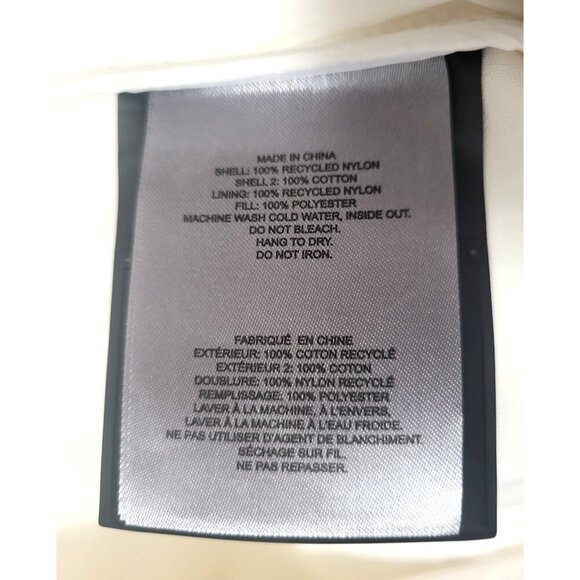 MADE IN CHINA
SHELL: 100% RECYCLED NYLON
SHELL 2: 100% COTTON
LINING: 100% RECYCLED NYLON
FILL: 100% POLYESTER
MACHINE WASH COLD WATER, INSIDE OUT.
DO NOT BLEACH.
HANG TO DRY.
DO NOT IRON.
FABRIQUÉ EN CHINE
EXTÉRIEUR: 100% COTON RECYCLÉ
EXTÉRIEUR 2: 100% COTON
DOUBLURE: 100% NYLON RECYCLÉ
REMPLISSAGE: 100% POLYESTER
LAVER À LA MACHINE, À L'ENVERS,
LAVER À LA MACHINE À L'EAU FROIDE.
NE PAS UTILISER D'AGENT DE BLANCHIMENT.
SÉCHAGE SUR FIL.
NE PAS REPASSER.